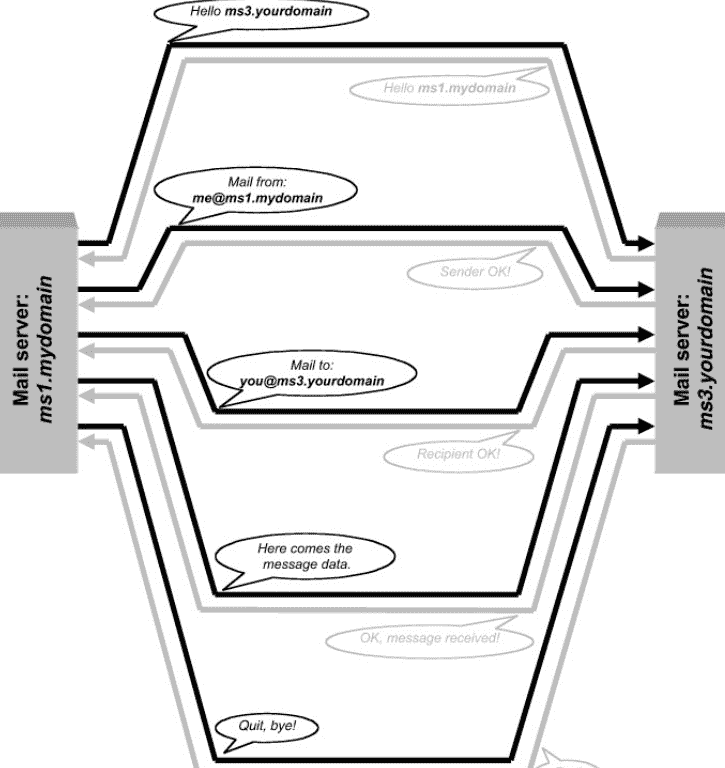 Hello ms3.yourdomain
Hello ms1.mydomain
Mail from:
me@ms1.mydomain
Sender OK!
Mail server:
ms1.mydomain
Mail server:
ms3.yourdomain
Mail to:
you@ms3.yourdomain
Recipient OK!
Here comes the
message data.
OK, message received!
Quit, bye!